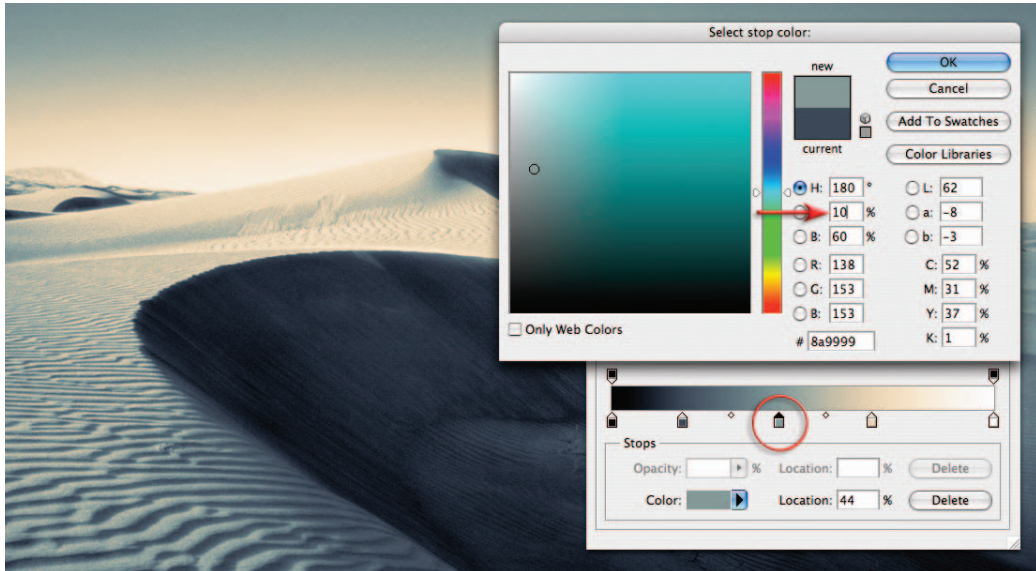 Select stop color:
new
current
OK
Cancel
Add To Swatches
Color Libraries
H: 180 °
10 %
B: 60 %
R: 138
G: 153
B: 153
# 8a9999
L: 62
a: -8
b: -3
C: 52 %
M: 31 %
Y: 37 %
K: 1 %
Only Web Colors
Stops
Opacity: % Location: % Delete
Color: Location: 44 % Delete